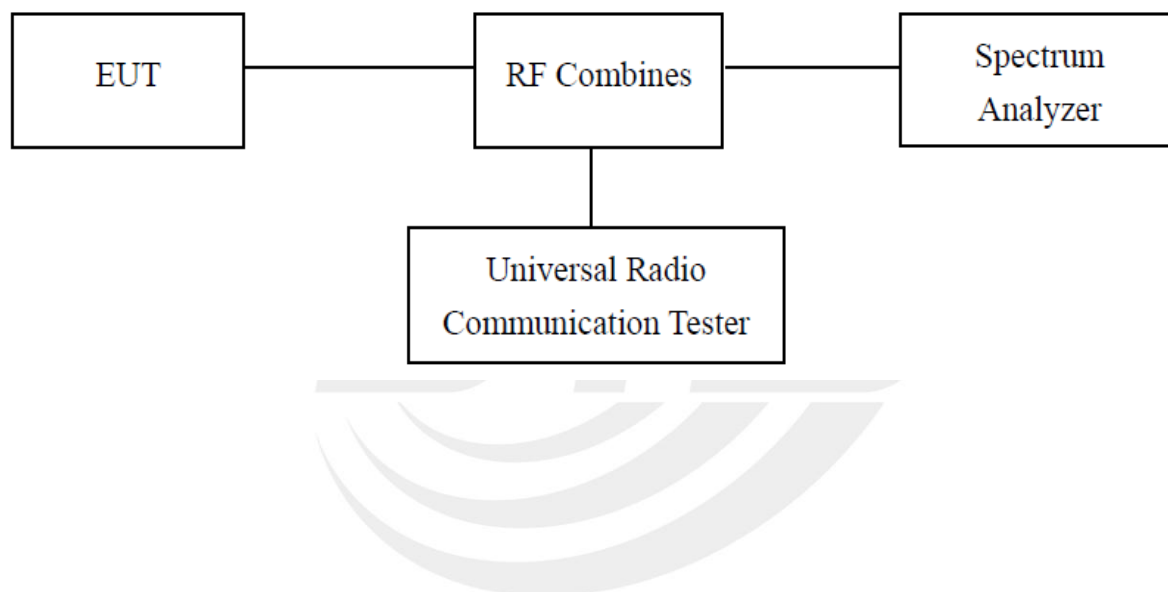 EUT
RF Combines
Spectrum
Analyzer
Universal Radio
Communication Tester